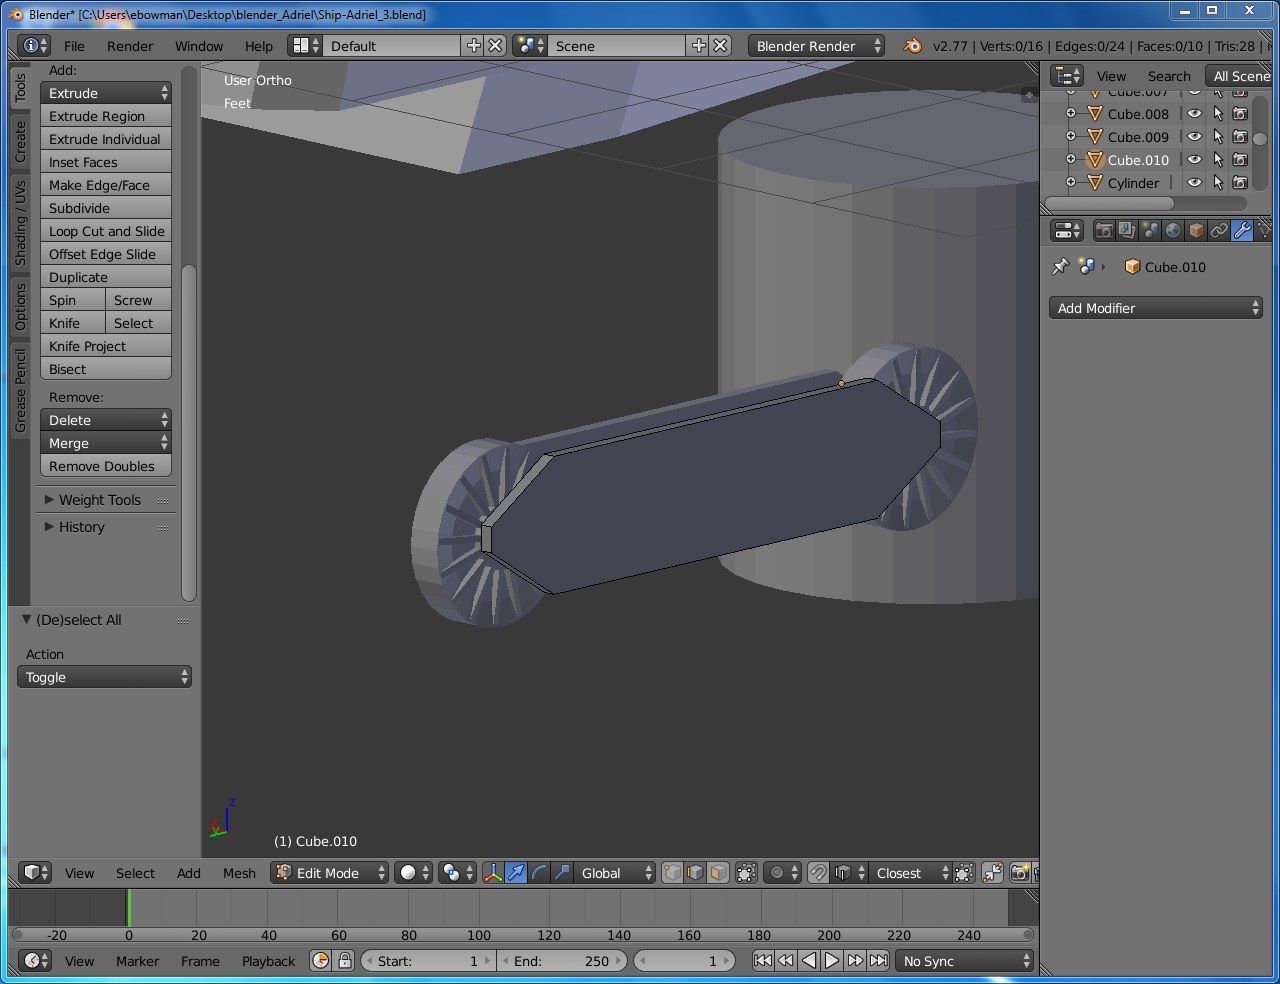 Blender* [C:\Users\ebowman\Desktop\blender_Adriel\Ship-Adriel_3.blend]
File Render Window Help Default Scene Blender Render v2.77 | Verts:0/16 | Edges:0/24 | Faces:0/10 | Tris:28 |
Tools
Create
Shading / UVs
Options
Grease Pencil
Add:
Extrude
Extrude Region
Extrude Individual
Inset Faces
Make Edge/Face
Subdivide
Loop Cut and Slide
Offset Edge Slide
Duplicate
Spin Screw
Knife Select
Knife Project
Bisect
Remove:
Delete
Merge
Remove Doubles
Weight Tools
History
(De)select All
Action
Toggle
User Ortho
Feet
z
(1) Cube.010
View Search All Scene
Cube.007
Cube.008
Cube.009
Cube.010
Cylinder
Cube.010
Add Modifier
View Select Add Mesh Edit Mode Global Closest
-20 0 20 40 60 80 100 120 140 160 180 200 220 240
View Marker Frame Playback Start: 1 End: 250 1 No Sync